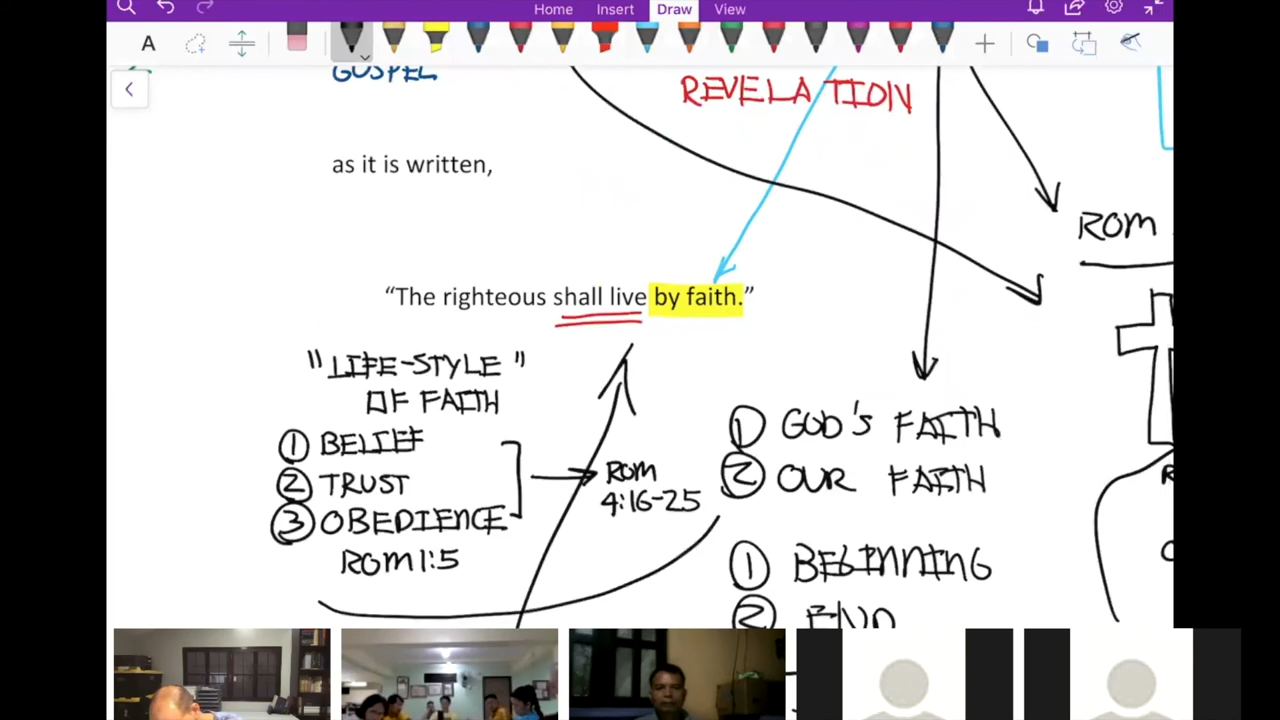 Home Insert Draw View
GOSPEL
REVELATION
as it is written,
ROM
“The righteous shall live by faith.”
"LIFE-STYLE"
OF FAITH
① BELIEF
② TRUST
③ OBEDIENCE
ROM 1:5
ROM
4:16-25
① GOD'S FAITH
② OUR FAITH
① BEGINNING
② END